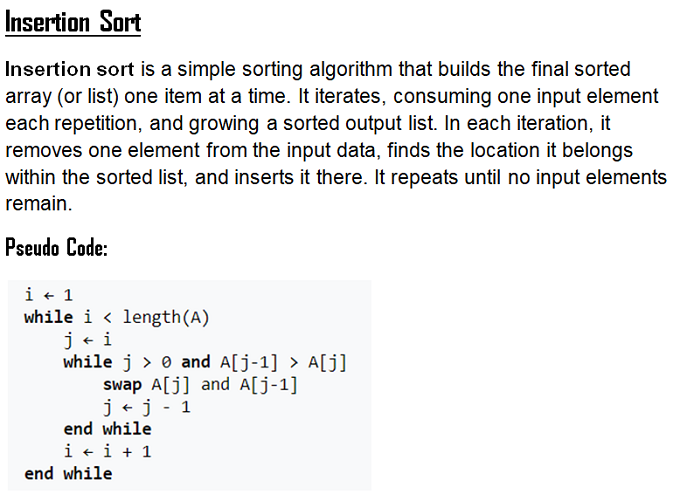 Insertion Sort
Insertion sort is a simple sorting algorithm that builds the final sorted
array (or list) one item at a time. It iterates, consuming one input element
each repetition, and growing a sorted output list. In each iteration, it
removes one element from the input data, finds the location it belongs
within the sorted list, and inserts it there. It repeats until no input elements
remain.
Pseudo Code:
i ← 1
while i < length(A)
    j ← i
    while j > 0 and A[j-1] > A[j]
        swap A[j] and A[j-1]
        j ← j - 1
    end while
    i ← i + 1
end while